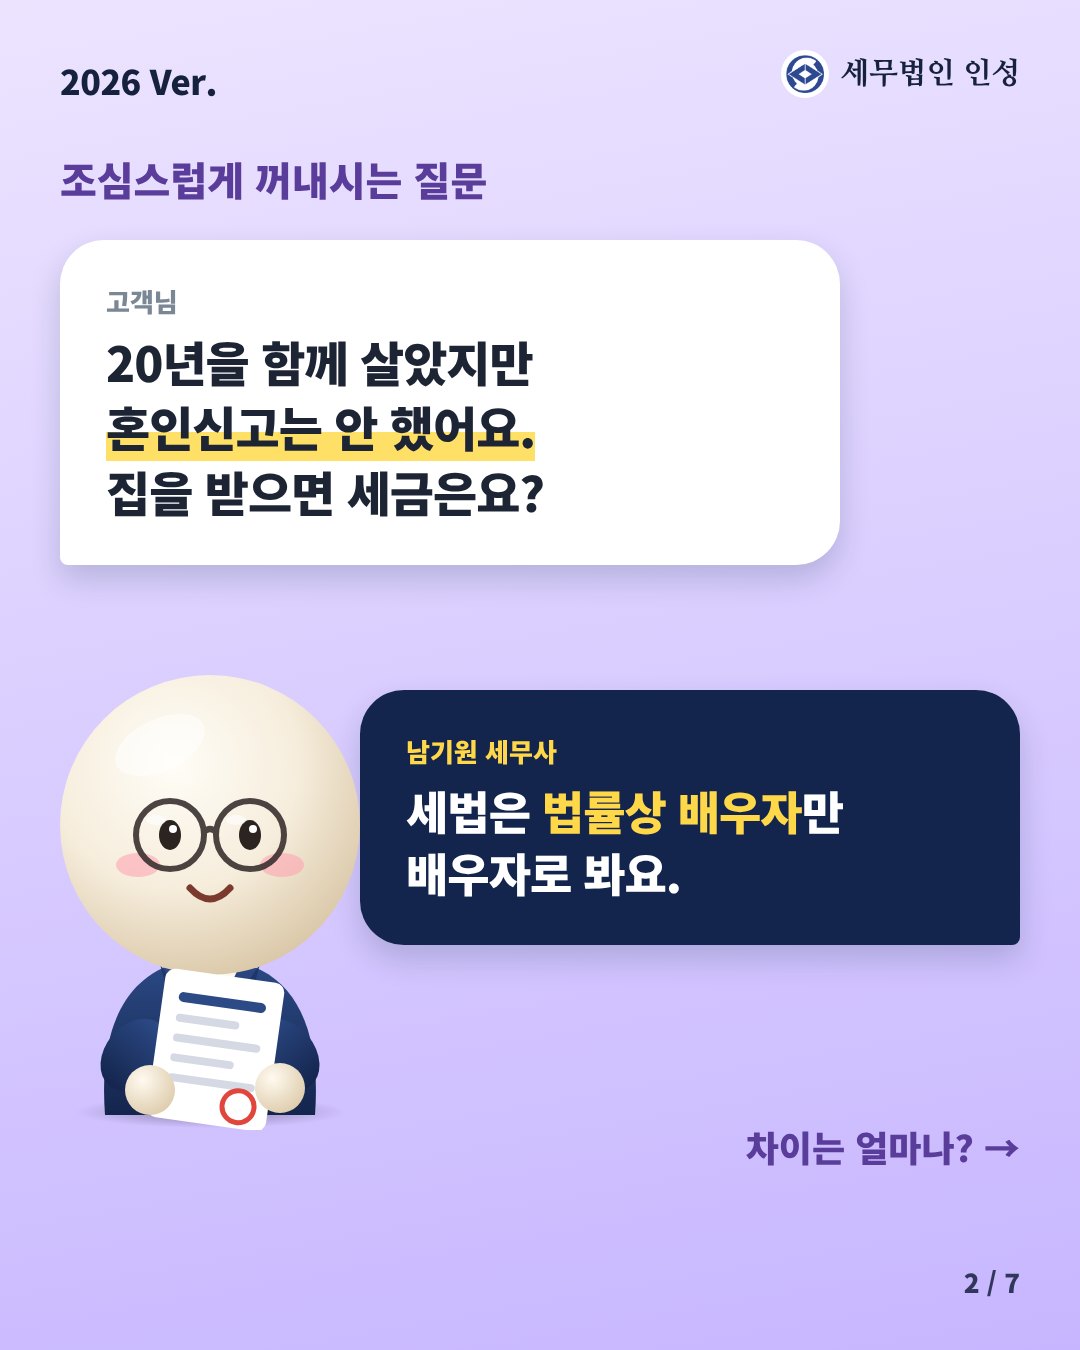 2026 Ver.
세무법인 인성
조심스럽게 꺼내시는 질문
고객님
20년을 함께 살았지만
혼인신고는 안 했어요.
집을 받으면 세금은요?
남기원 세무사
세법은 법률상 배우자만
배우자로 봐요.
차이는 얼마나? →
2 / 7